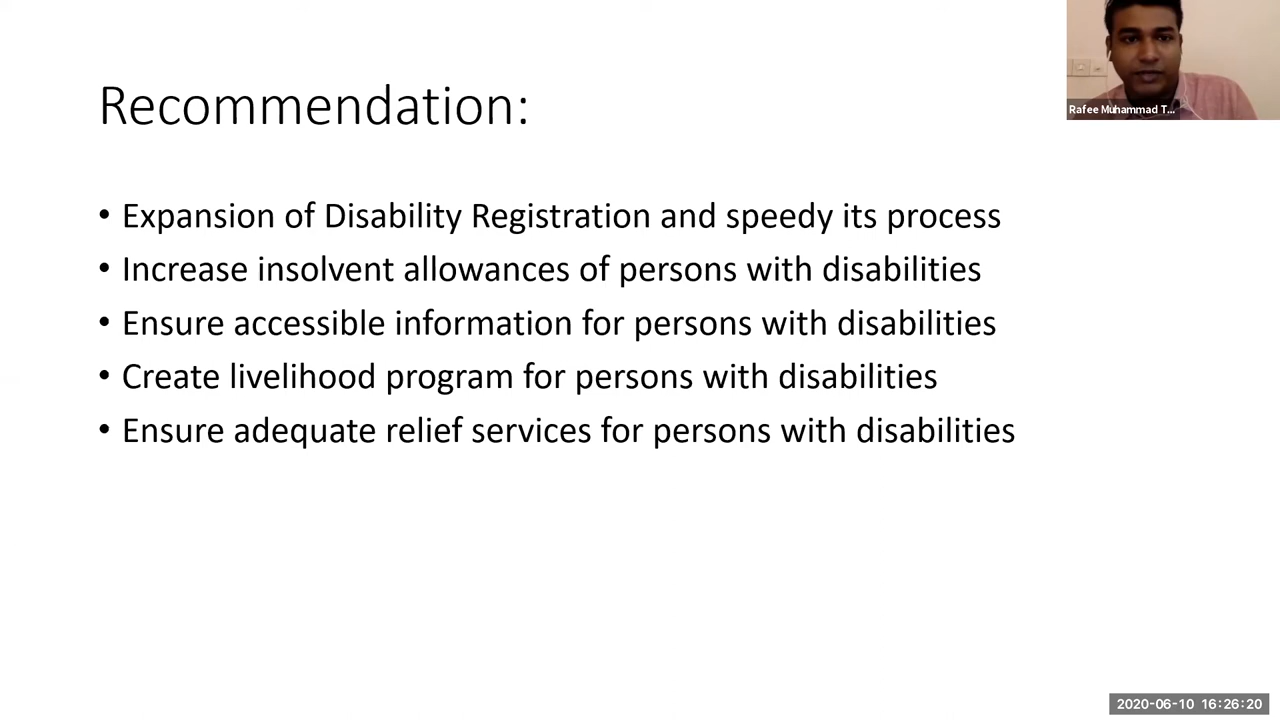 Recommendation:
• Expansion of Disability Registration and speedy its process
• Increase insolvent allowances of persons with disabilities
• Ensure accessible information for persons with disabilities
• Create livelihood program for persons with disabilities
• Ensure adequate relief services for persons with disabilities
Rafee Muhammad T...
2020-06-10 16:26:20